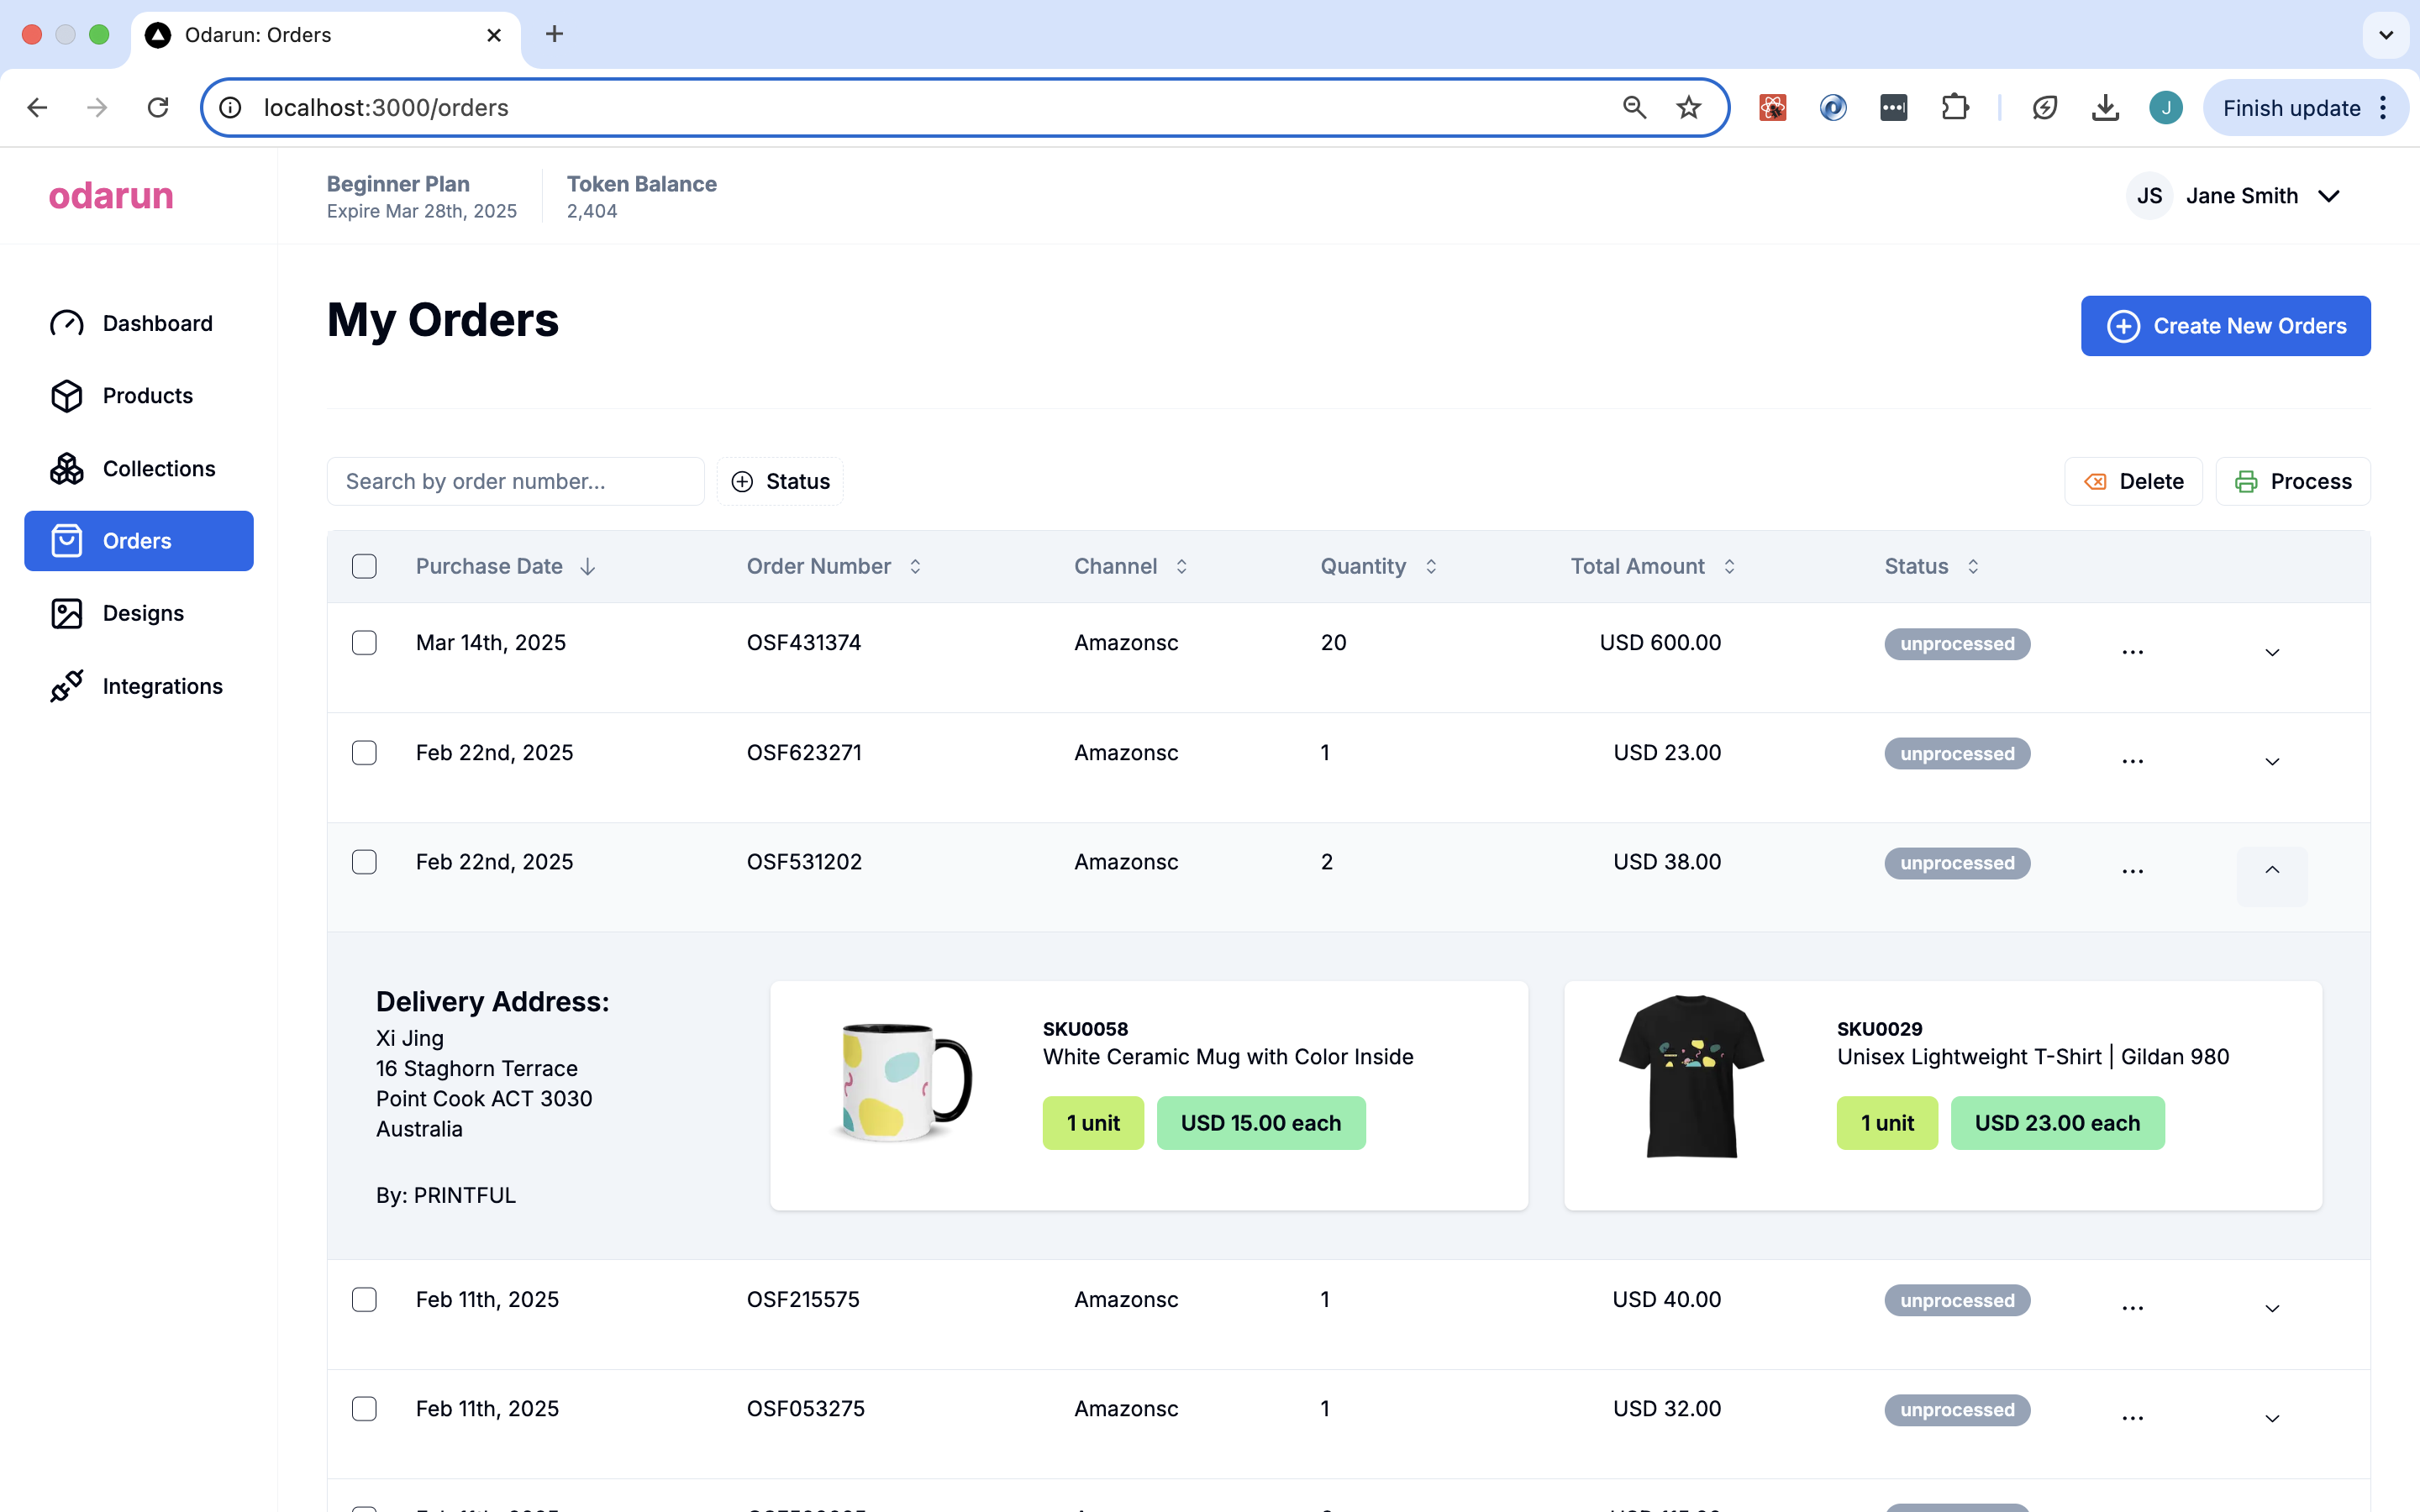 Odarun: Orders
localhost:3000/orders
J
Finish update
odarun
Beginner Plan
Expire Mar 28th, 2025
Token Balance
2,404
JS Jane Smith
Dashboard
Products
Collections
Orders
Designs
Integrations
My Orders
Create New Orders
Search by order number...
Status
Delete
Process
Purchase Date Order Number Channel Quantity Total Amount Status
Mar 14th, 2025 OSF431374 Amazonsc 20 USD 600.00 unprocessed ...
Feb 22nd, 2025 OSF623271 Amazonsc 1 USD 23.00 unprocessed ...
Feb 22nd, 2025 OSF531202 Amazonsc 2 USD 38.00 unprocessed ...
Delivery Address:
Xi Jing
16 Staghorn Terrace
Point Cook ACT 3030
Australia
By: PRINTFUL
SKU0058
White Ceramic Mug with Color Inside
1 unit
USD 15.00 each
SKU0029
Unisex Lightweight T-Shirt | Gildan 980
1 unit
USD 23.00 each
Feb 11th, 2025 OSF215575 Amazonsc 1 USD 40.00 unprocessed ...
Feb 11th, 2025 OSF053275 Amazonsc 1 USD 32.00 unprocessed ...